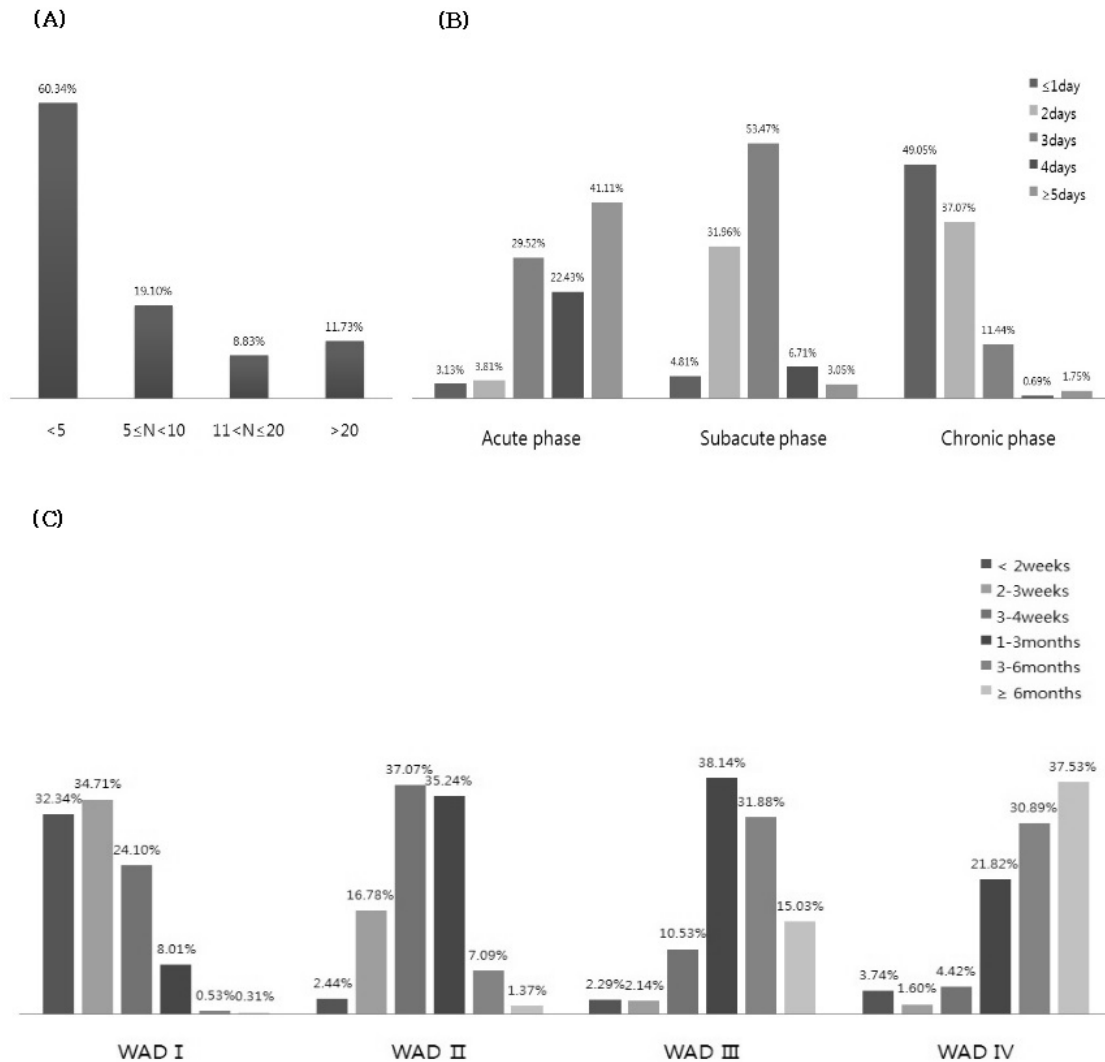 (A)
60.34%
19.10%
8.83%
11.73%
<5
5≤N<10
11<N≤20
>20
(B)
≤1day
2days
3days
4days
≥5days
3.13%
3.81%
29.52%
22.43%
41.11%
4.81%
31.96%
53.47%
6.71%
3.05%
49.05%
37.07%
11.44%
0.69%
1.75%
Acute phase
Subacute phase
Chronic phase
(C)
< 2weeks
2-3weeks
3-4weeks
1-3months
3-6months
≥ 6months
32.34%
34.71%
24.10%
8.01%
0.53%
0.31%
2.44%
16.78%
37.07%
35.24%
7.09%
1.37%
2.29%
2.14%
10.53%
38.14%
31.88%
15.03%
3.74%
1.60%
4.42%
21.82%
30.89%
37.53%
WAD Ⅰ
WAD Ⅱ
WAD Ⅲ
WAD Ⅳ